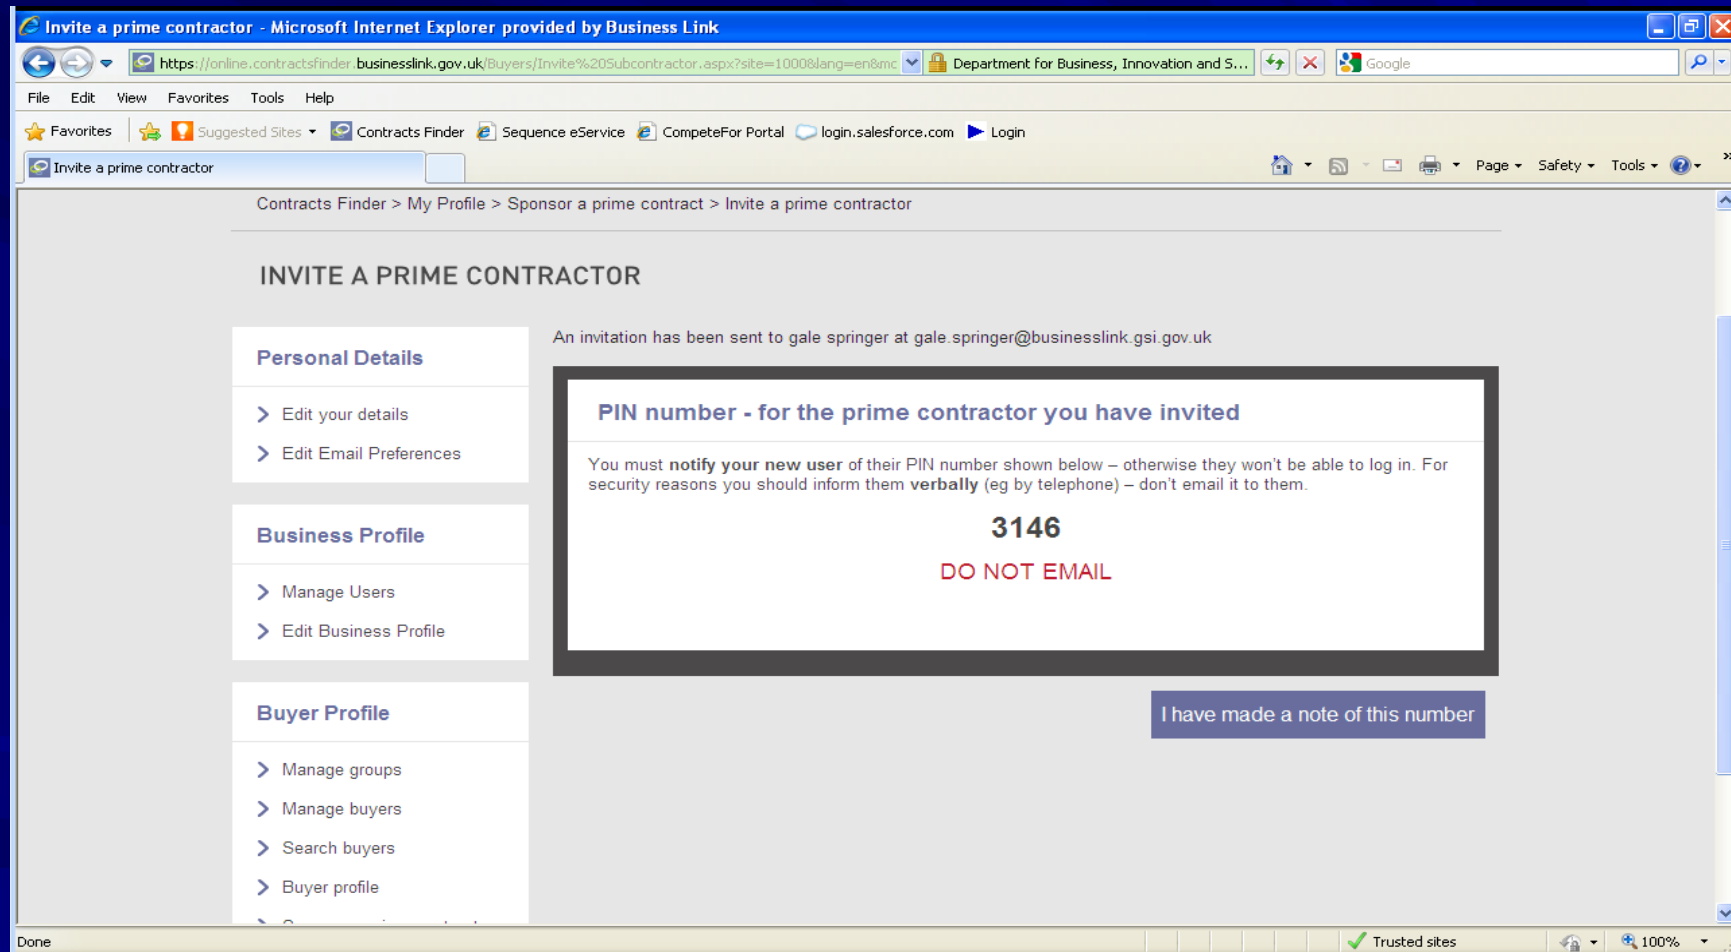 Invite a prime contractor - Microsoft Internet Explorer provided by Business Link
https://online.contractsfinder.businesslink.gov.uk/Buyers/Invite%20Subcontractor.aspx?site=1000&lang=en&mc Department for Business, Innovation and S... Google
File Edit View Favorites Tools Help
Favorites Suggested Sites Contracts Finder Sequence eService CompeteFor Portal login.salesforce.com Login
Invite a prime contractor Page Safety Tools
Contracts Finder > My Profile > Sponsor a prime contract > Invite a prime contractor
INVITE A PRIME CONTRACTOR
Personal Details
> Edit your details
> Edit Email Preferences
Business Profile
> Manage Users
> Edit Business Profile
Buyer Profile
> Manage groups
> Manage buyers
> Search buyers
> Buyer profile
An invitation has been sent to gale springer at gale.springer@businesslink.gsi.gov.uk
PIN number - for the prime contractor you have invited
You must notify your new user of their PIN number shown below – otherwise they won't be able to log in. For
security reasons you should inform them verbally (eg by telephone) – don't email it to them.
3146
DO NOT EMAIL
I have made a note of this number
Done Trusted sites 100%